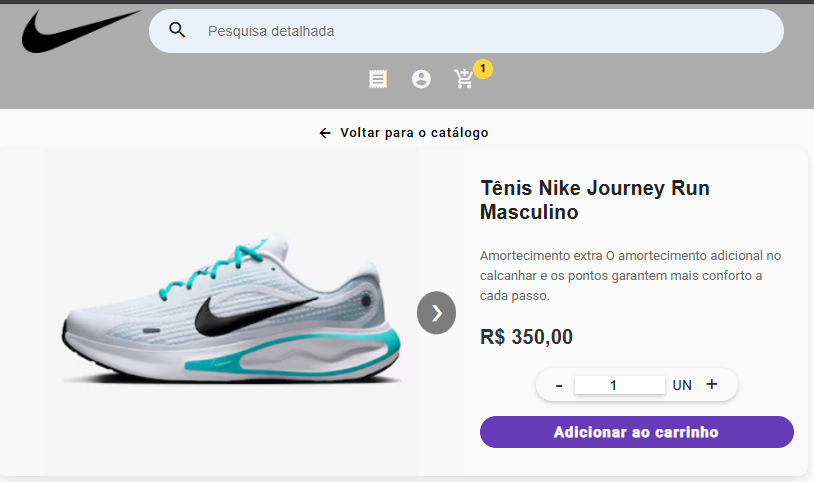 Pesquisa detalhada
1
Voltar para o catálogo
Tênis Nike Journey Run
Masculino
Amortecimento extra O amortecimento adicional no
calcanhar e os pontos garantem mais conforto a
cada passo.
R$ 350,00
- 1 UN +
Adicionar ao carrinho